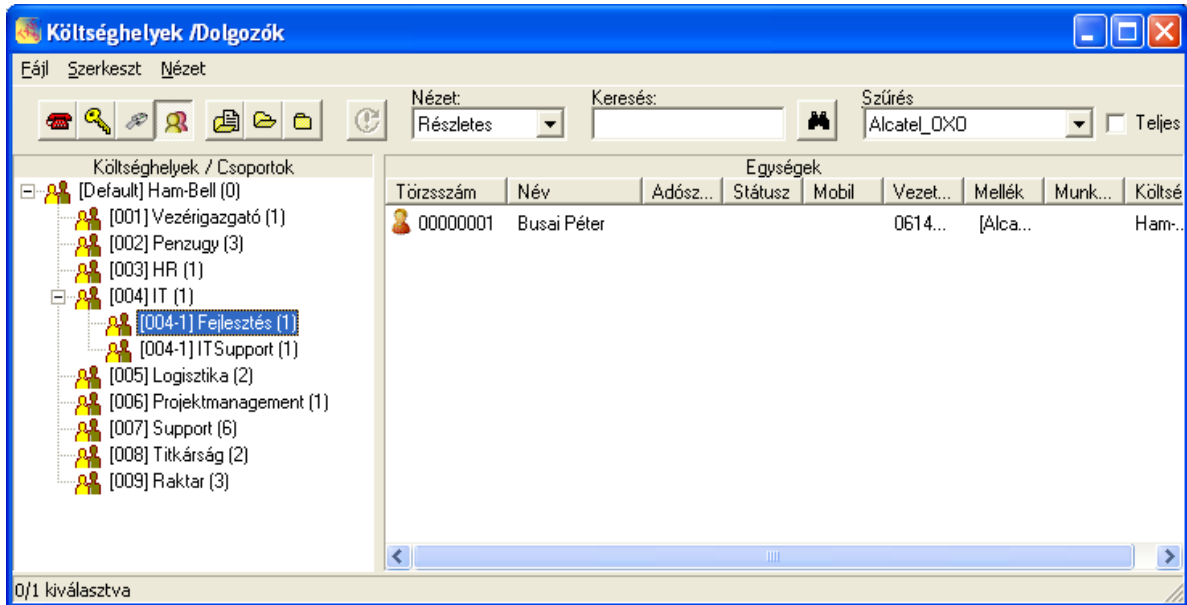 Költséghelyek /Dolgozók
Fájl Szerkeszt Nézet
Nézet: Keresés: Szűrés
Részletes Alcatel_OXO Teljes
Költséghelyek / Csoportok
[Default] Ham-Bell (0)
[001] Vezérigazgató (1)
[002] Penzugy (3)
[003] HR (1)
[004] IT (1)
[004-1] Fejlesztés (1)
[004-1] ITSupport (1)
[005] Logisztika (2)
[006] Projektmanagement (1)
[007] Support (6)
[008] Titkárság (2)
[009] Raktar (3)
Egységek
Törzsszám Név Adósz... Státusz Mobil Vezet... Mellék Munk... Költsé
00000001 Busai Péter 0614... [Alca... Ham-..
0/1 kiválasztva